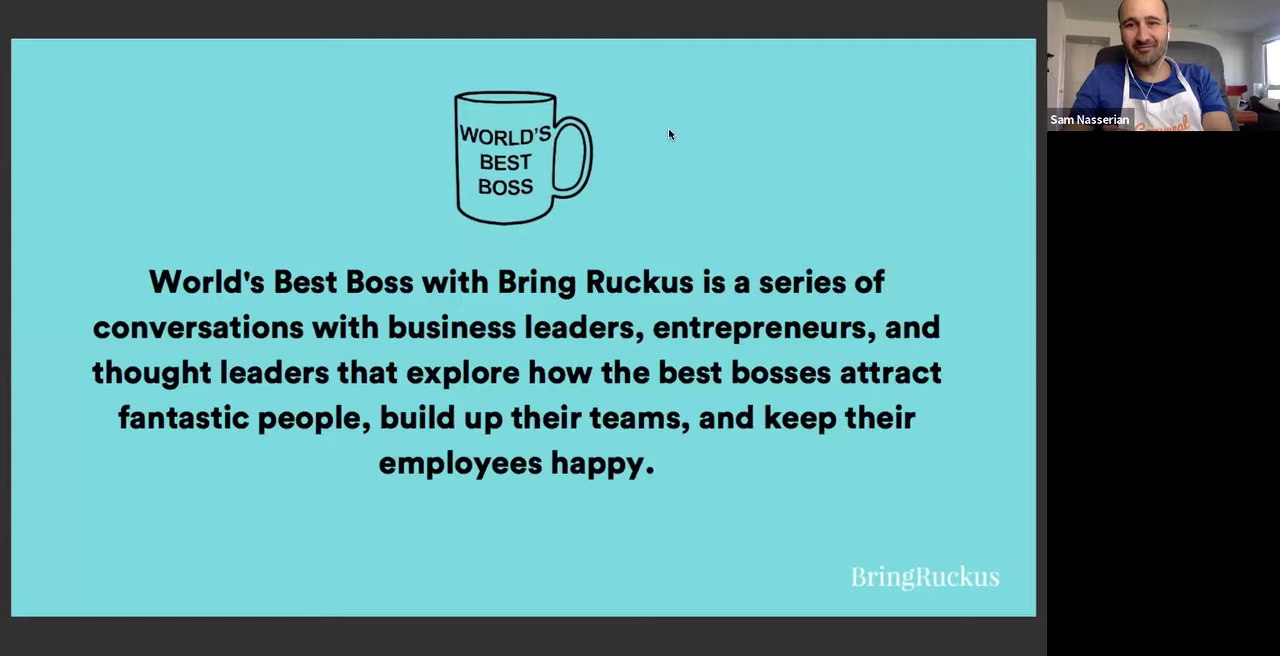 WORLD'S
BEST
BOSS
World's Best Boss with Bring Ruckus is a series of
conversations with business leaders, entrepreneurs, and
thought leaders that explore how the best bosses attract
fantastic people, build up their teams, and keep their
employees happy.
BringRuckus
Sam Nasserian